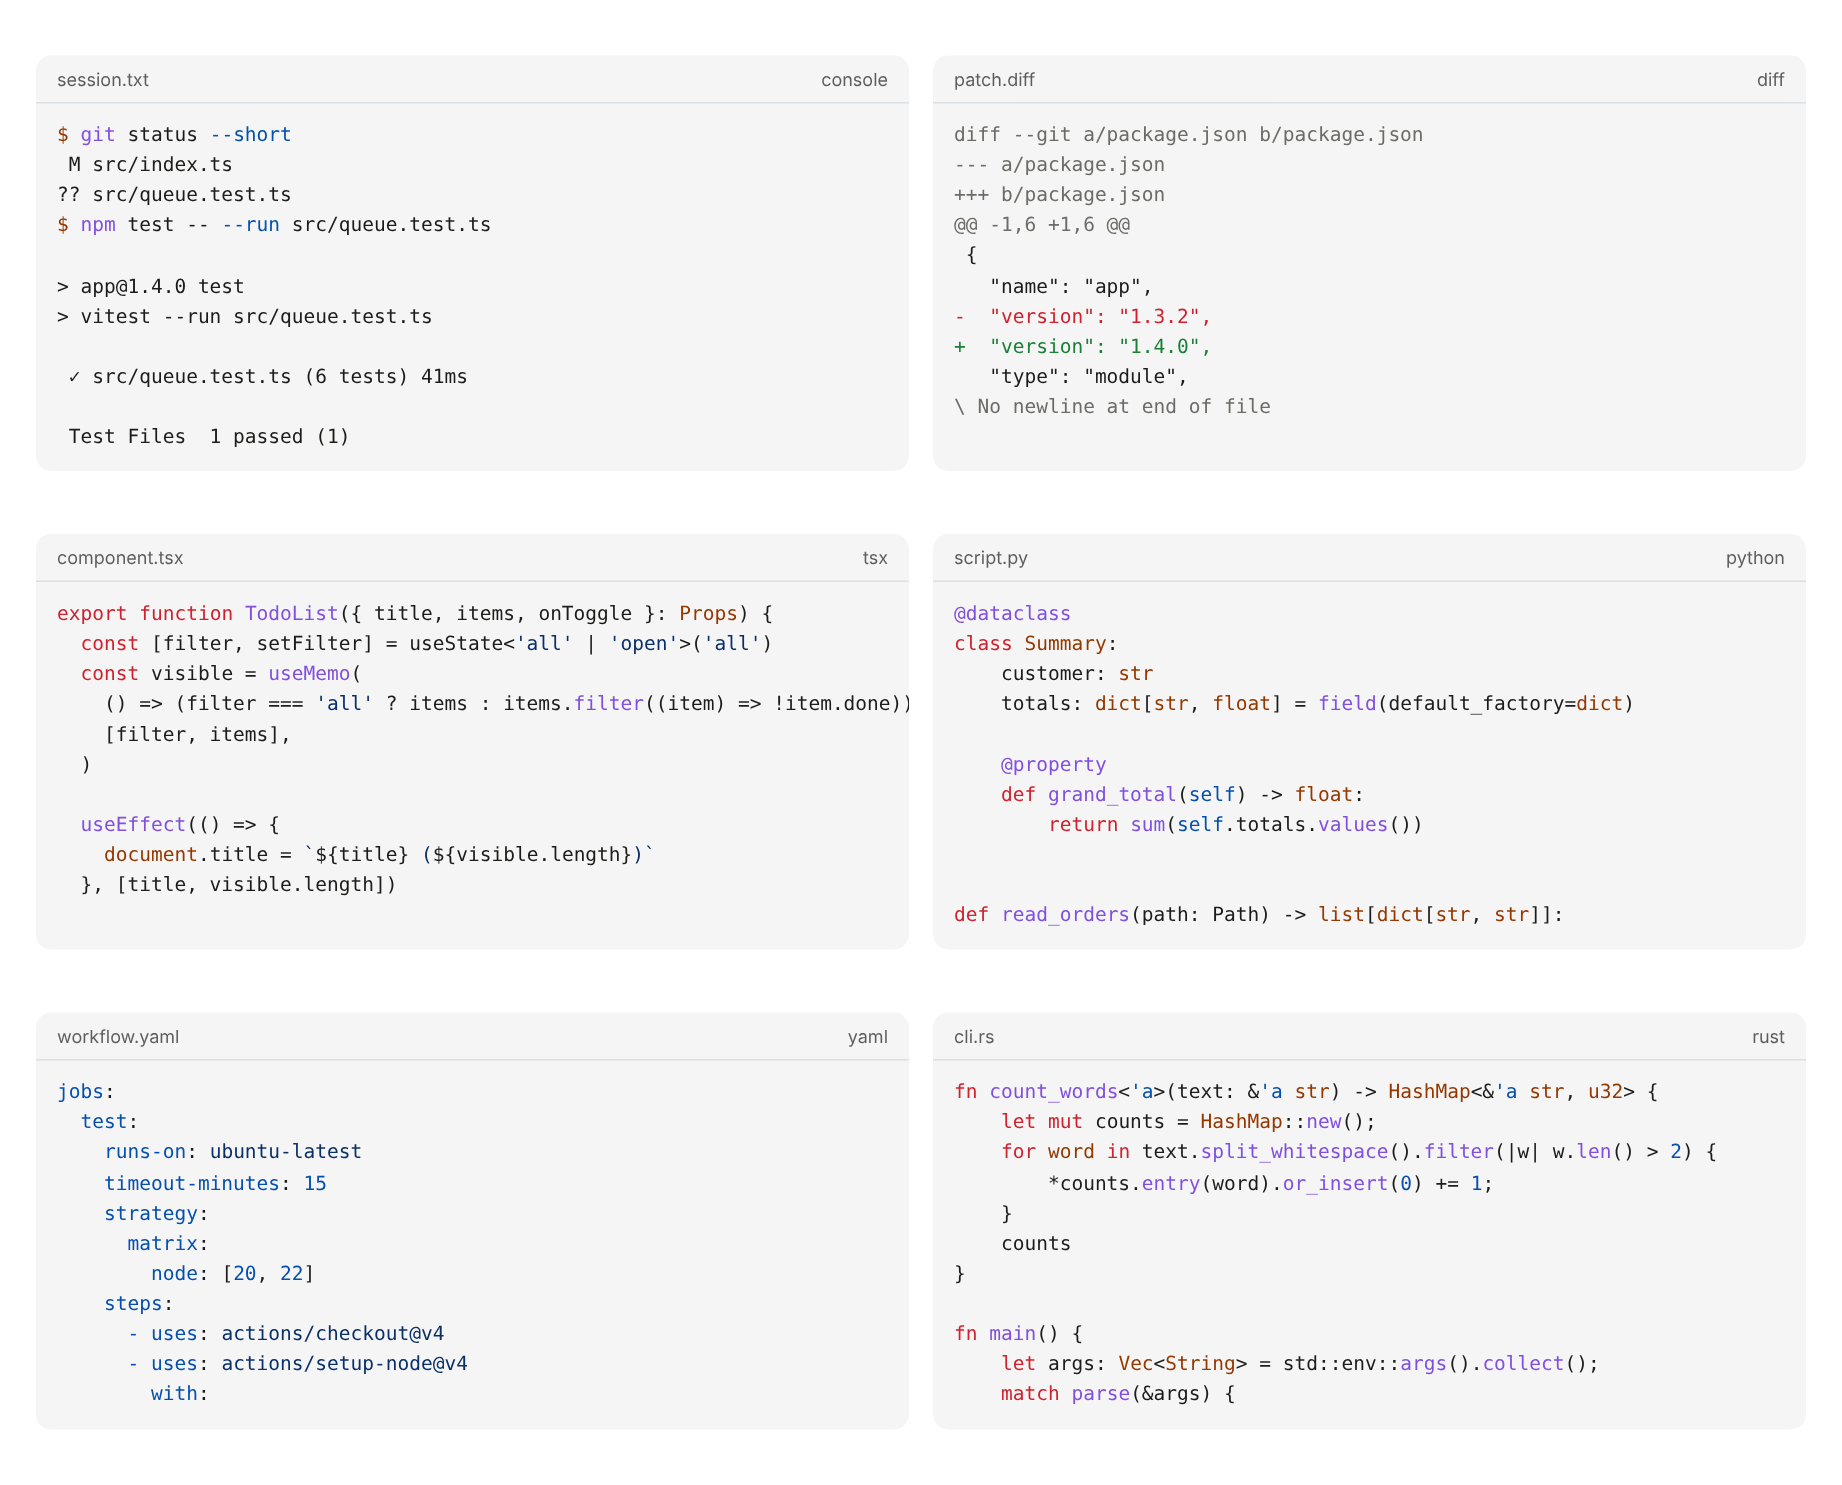 session.txt console
$ git status --short
 M src/index.ts
?? src/queue.test.ts
$ npm test -- --run src/queue.test.ts

> app@1.4.0 test
> vitest --run src/queue.test.ts

 ✓ src/queue.test.ts (6 tests) 41ms

 Test Files  1 passed (1)
patch.diff diff
diff --git a/package.json b/package.json
--- a/package.json
+++ b/package.json
@@ -1,6 +1,6 @@
 {
   "name": "app",
-  "version": "1.3.2",
+  "version": "1.4.0",
   "type": "module",
\ No newline at end of file
component.tsx tsx
export function TodoList({ title, items, onToggle }: Props) {
  const [filter, setFilter] = useState<'all' | 'open'>('all')
  const visible = useMemo(
    () => (filter === 'all' ? items : items.filter((item) => !item.done))
    [filter, items],
  )

  useEffect(() => {
    document.title = `${title} (${visible.length})`
  }, [title, visible.length])
script.py python
@dataclass
class Summary:
    customer: str
    totals: dict[str, float] = field(default_factory=dict)

    @property
    def grand_total(self) -> float:
        return sum(self.totals.values())


def read_orders(path: Path) -> list[dict[str, str]]:
workflow.yaml yaml
jobs:
  test:
    runs-on: ubuntu-latest
    timeout-minutes: 15
    strategy:
      matrix:
        node: [20, 22]
    steps:
      - uses: actions/checkout@v4
      - uses: actions/setup-node@v4
        with:
cli.rs rust
fn count_words<'a>(text: &'a str) -> HashMap<&'a str, u32> {
    let mut counts = HashMap::new();
    for word in text.split_whitespace().filter(|w| w.len() > 2) {
        *counts.entry(word).or_insert(0) += 1;
    }
    counts
}

fn main() {
    let args: Vec<String> = std::env::args().collect();
    match parse(&args) {